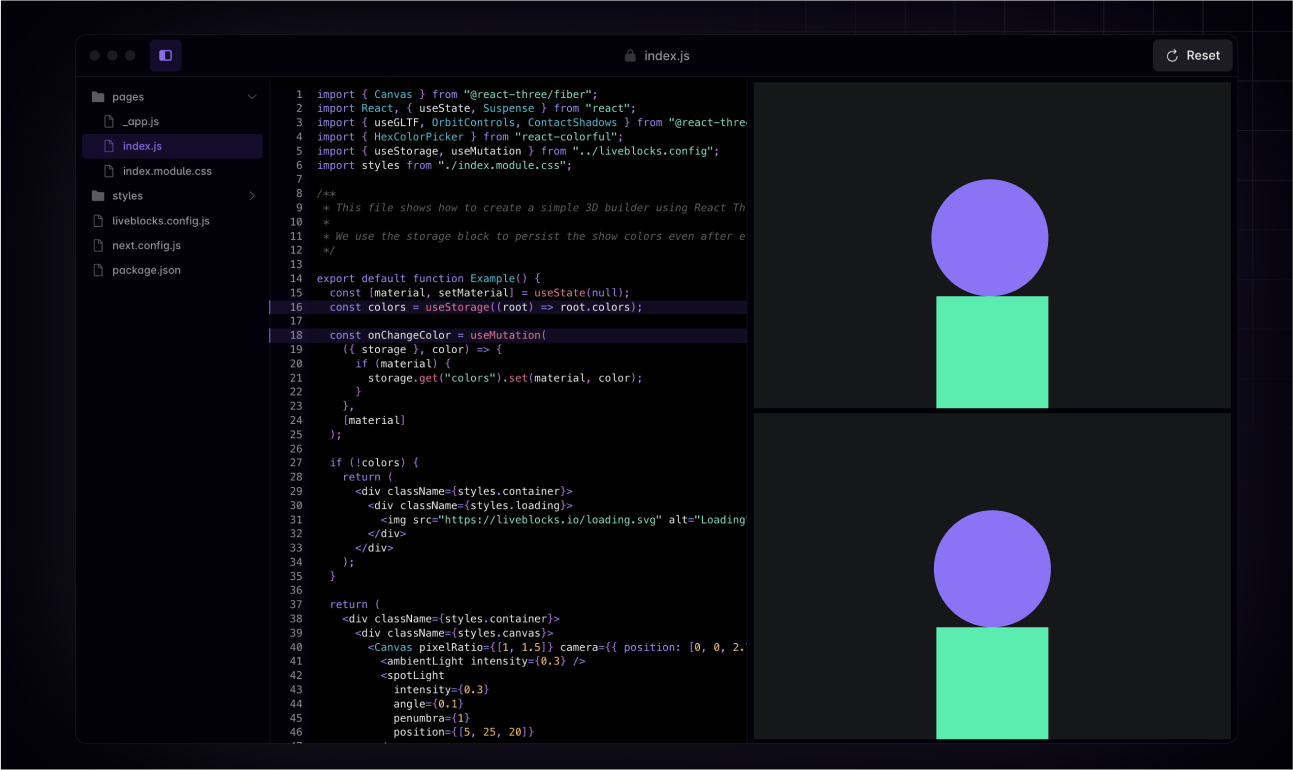 index.js
Reset
pages
_app.js
index.js
index.module.css
styles
liveblocks.config.js
next.config.js
package.json
1 import { Canvas } from "@react-three/fiber";
2 import React, { useState, Suspense } from "react";
3 import { useGLTF, OrbitControls, ContactShadows } from "@react-three
4 import { HexColorPicker } from "react-colorful";
5 import { useStorage, useMutation } from "../liveblocks.config";
6 import styles from "./index.module.css";
7
8 /**
9  * This file shows how to create a simple 3D builder using React Th
10  *
11  * We use the storage block to persist the show colors even after e
12  */
13
14 export default function Example() {
15   const [material, setMaterial] = useState(null);
16   const colors = useStorage((root) => root.colors);
17
18   const onChangeColor = useMutation(
19     ({ storage }, color) => {
20       if (material) {
21         storage.get("colors").set(material, color);
22       }
23     },
24     [material]
25   );
26
27   if (!colors) {
28     return (
29       <div className={styles.container}>
30         <div className={styles.loading}>
31           <img src="https://liveblocks.io/loading.svg" alt="Loading"
32         </div>
33       </div>
34     );
35   }
36
37   return (
38     <div className={styles.container}>
39       <div className={styles.canvas}>
40         <Canvas pixelRatio={[1, 1.5]} camera={{ position: [0, 0, 2.
41           <ambientLight intensity={0.3} />
42           <spotLight
43             intensity={0.3}
44             angle={0.1}
45             penumbra={1}
46             position={[5, 25, 20]}